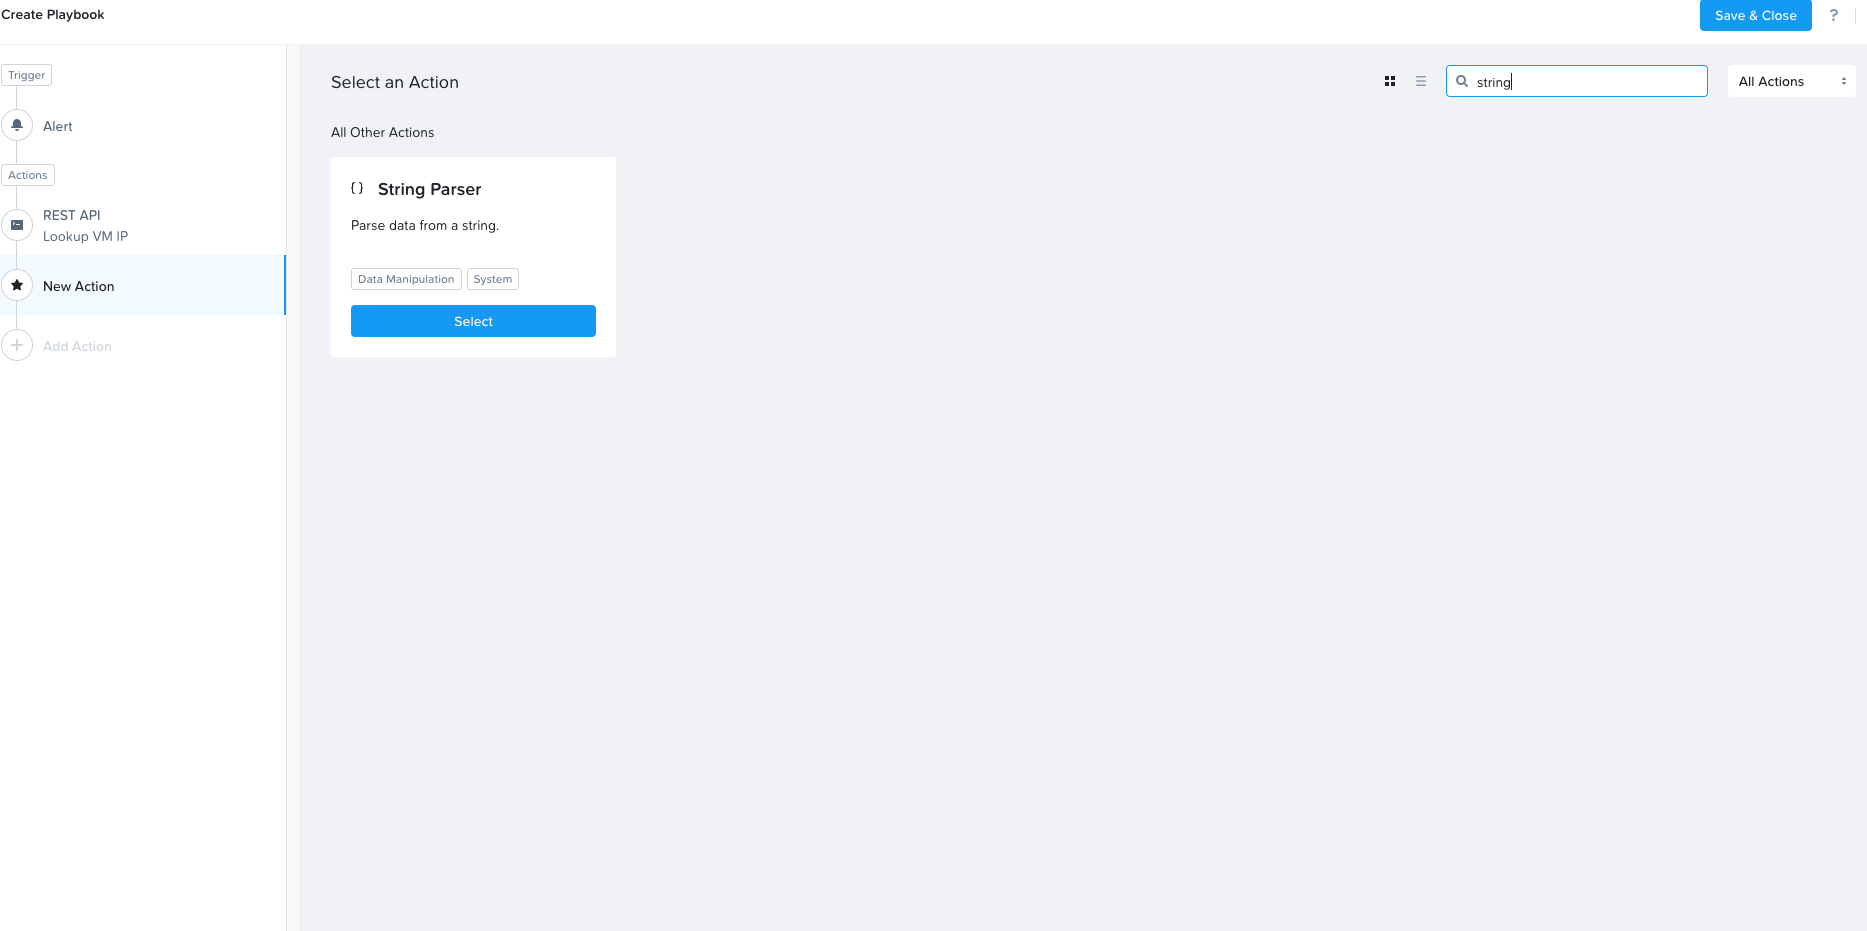 Create Playbook
Save & Close
?
Trigger
Alert
Actions
REST API
Lookup VM IP
New Action
Add Action
Select an Action
string
All Actions
All Other Actions
{ } String Parser
Parse data from a string.
Data Manipulation
System
Select